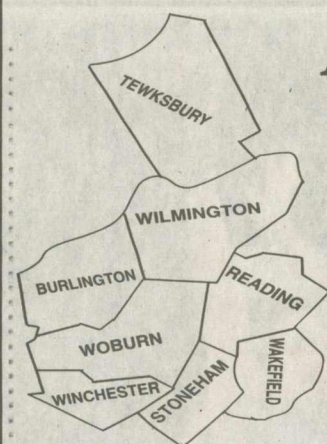 TEWKSBURY
WILMINGTON
BURLINGTON
READING
WOBURN
WAKEFIELD
WINCHESTER
STONEHAM